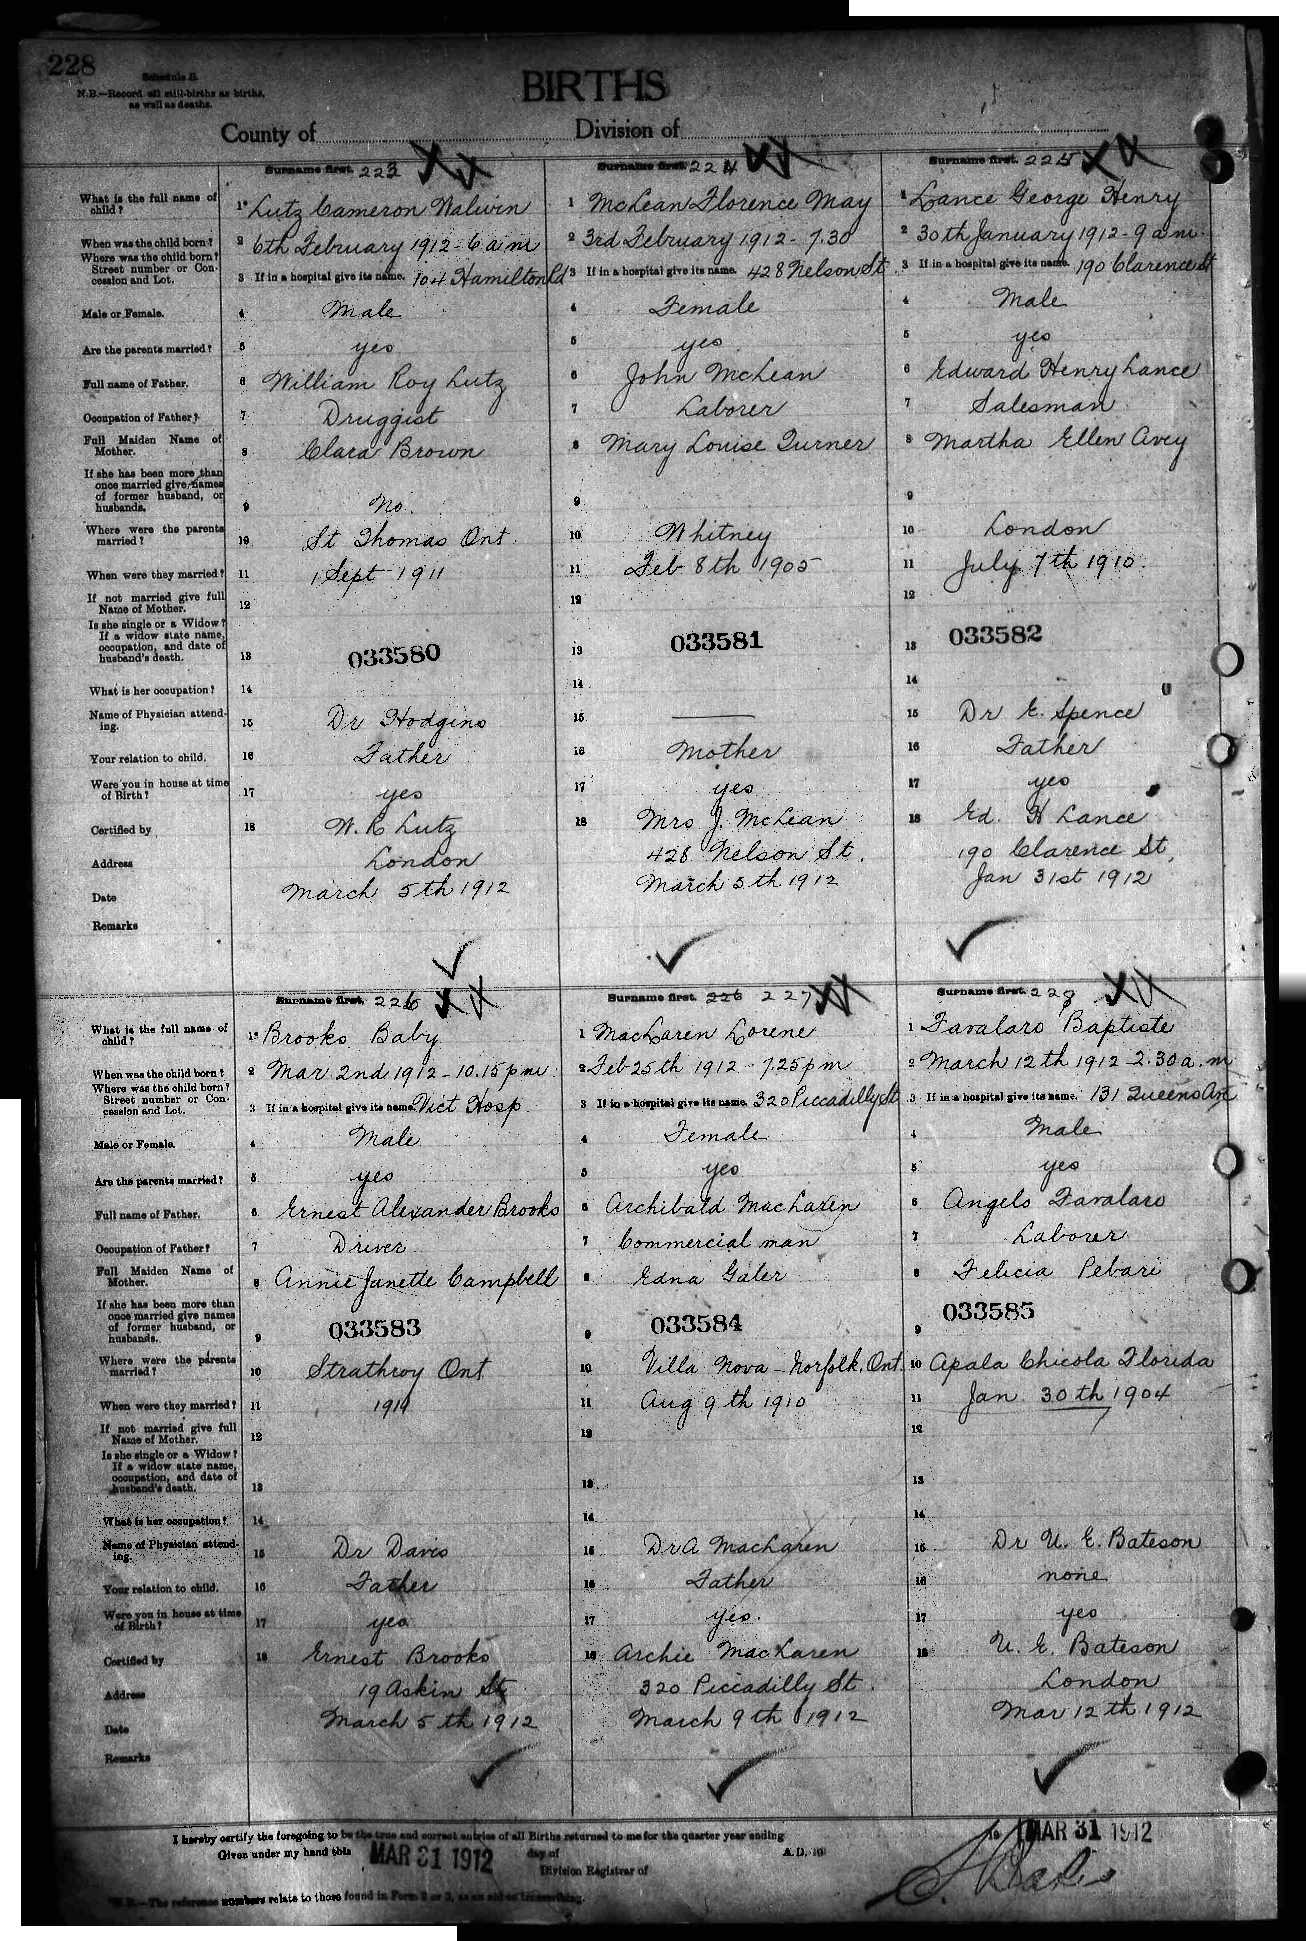 228
Schedule B.
N.B.—Record all still-births as births,
as well as deaths.
BIRTHS
County of
Division of
Surname first. 223
What is the full name of child? 1 Lutz Cameron Walwin
When was the child born? 2 6th February 1912 - 6 a.m
Where was the child born? Street number or Concession and Lot. 3 If in a hospital give its name. 104 Hamilton Rd
Male or Female. 4 Male
Are the parents married? 5 yes
Full name of Father. 6 William Roy Lutz
Occupation of Father? 7 Druggist
Full Maiden Name of Mother. 8 Clara Brown
If she has been more than once married give names of former husband, or husbands. 9 No.
Where were the parents married? 10 St Thomas Ont.
When were they married? 11 1 Sept 1911
If not married give full Name of Mother. 12
Is she single or a Widow? If a widow state name, occupation, and date of husband's death. 13 033580
What is her occupation? 14
Name of Physician attending. 15 Dr Hodgins
Your relation to child. 16 Father
Were you in house at time of Birth? 17 yes
Certified by 18 W. R Lutz
Address London
Date March 5th 1912
Remarks
Surname first. 224
1 McLean Florence May
2 3rd February 1912 - 7.30
3 If in a hospital give its name. 428 Nelson St
4 Female
5 yes
6 John McLean
7 Laborer
8 Mary Louise Turner
9
10 Whitney
11 Feb 8th 1905
12
13 033581
14
15
16 Mother
17 yes
18 Mrs J. McLean
428 Nelson St.
March 5th 1912
Surname first. 225
1 Lance George Henry
2 30th January 1912 - 9 a.m.
3 If in a hospital give its name. 190 Clarence St
4 Male
5 yes
6 Edward Henry Lance
7 Salesman
8 Martha Ellen Avey
9
10 London
11 July 7th 1910.
12
13 033582
14
15 Dr E. Spence
16 Father
17 yes
18 Ed. H Lance
190 Clarence St,
Jan 31st 1912
Surname first. 226
What is the full name of child? 1 Brooks Baby
When was the child born? 2 Mar 2nd 1912 - 10.15 p.m.
Where was the child born? Street number or Concession and Lot. 3 If in a hospital give its name. Vict Hosp.
Male or Female. 4 Male
Are the parents married? 5 yes
Full name of Father. 6 Ernest Alexander Brooks
Occupation of Father? 7 Driver
Full Maiden Name of Mother. 8 Annie Janette Campbell
If she has been more than once married give names of former husband, or husbands. 9 033583
Where were the parents married? 10 Strathroy Ont
When were they married? 11 1911
If not married give full Name of Mother. 12
Is she single or a Widow? If a widow state name, occupation, and date of husband's death. 13
What is her occupation? 14
Name of Physician attending. 15 Dr Davis
Your relation to child. 16 Father
Were you in house at time of Birth? 17 yes
Certified by 18 Ernest Brooks
Address 19 Askin St
Date March 5th 1912
Remarks
Surname first. 226 227
1 MacLaren Lorene
2 Feb 25th 1912 - 7.25 p m
3 If in a hospital give its name. 320 Piccadilly St
4 Female
5 yes
6 Archibald MacLaren
7 Commercial man
8 Edna Galer
9 033584
10 Villa Nova - Norfolk. Ont.
11 Aug 9th 1910
12
13
14
15 Dr A MacLaren
16 Father
17 yes.
18 Archie MacLaren
320 Piccadilly St.
March 9th 1912
Surname first. 228
1 Favalaro Baptiste
2 March 12th 1912 - 2.30 a.m
3 If in a hospital give its name. 131 Queens Ave
4 Male
5 yes
6 Angelo Favalaro
7 Laborer
8 Felicia Pebari
9 033585
10 Apala Chicola Florida
11 Jan 30th 1904
12
13
14
15 Dr U. E. Bateson
16 none
17 yes
18 U. E. Bateson
London
Mar 12th 1912
I hereby certify the foregoing to be the true and correct entries of all Births returned to me for the quarter year ending MAR 31 1912
Given under my hand this MAR 31 1912 day of A.D. 19
Division Registrar of
N.B.—The reference numbers relate to those found in Form 2 or 3, as an aid on transcribing.